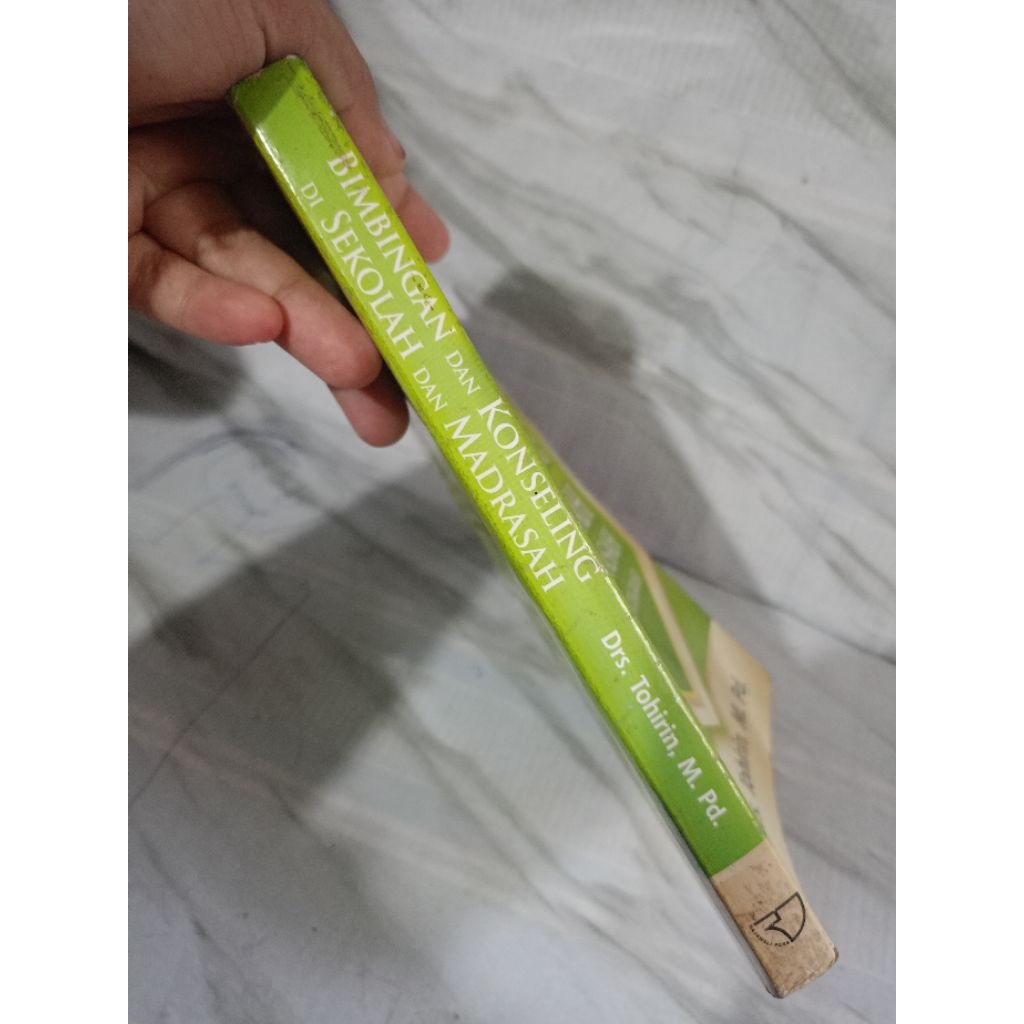 BIMBINGAN DAN KONSELING
DI SEKOLAH DAN MADRASAH
Drs. Tohirin, M. Pd.